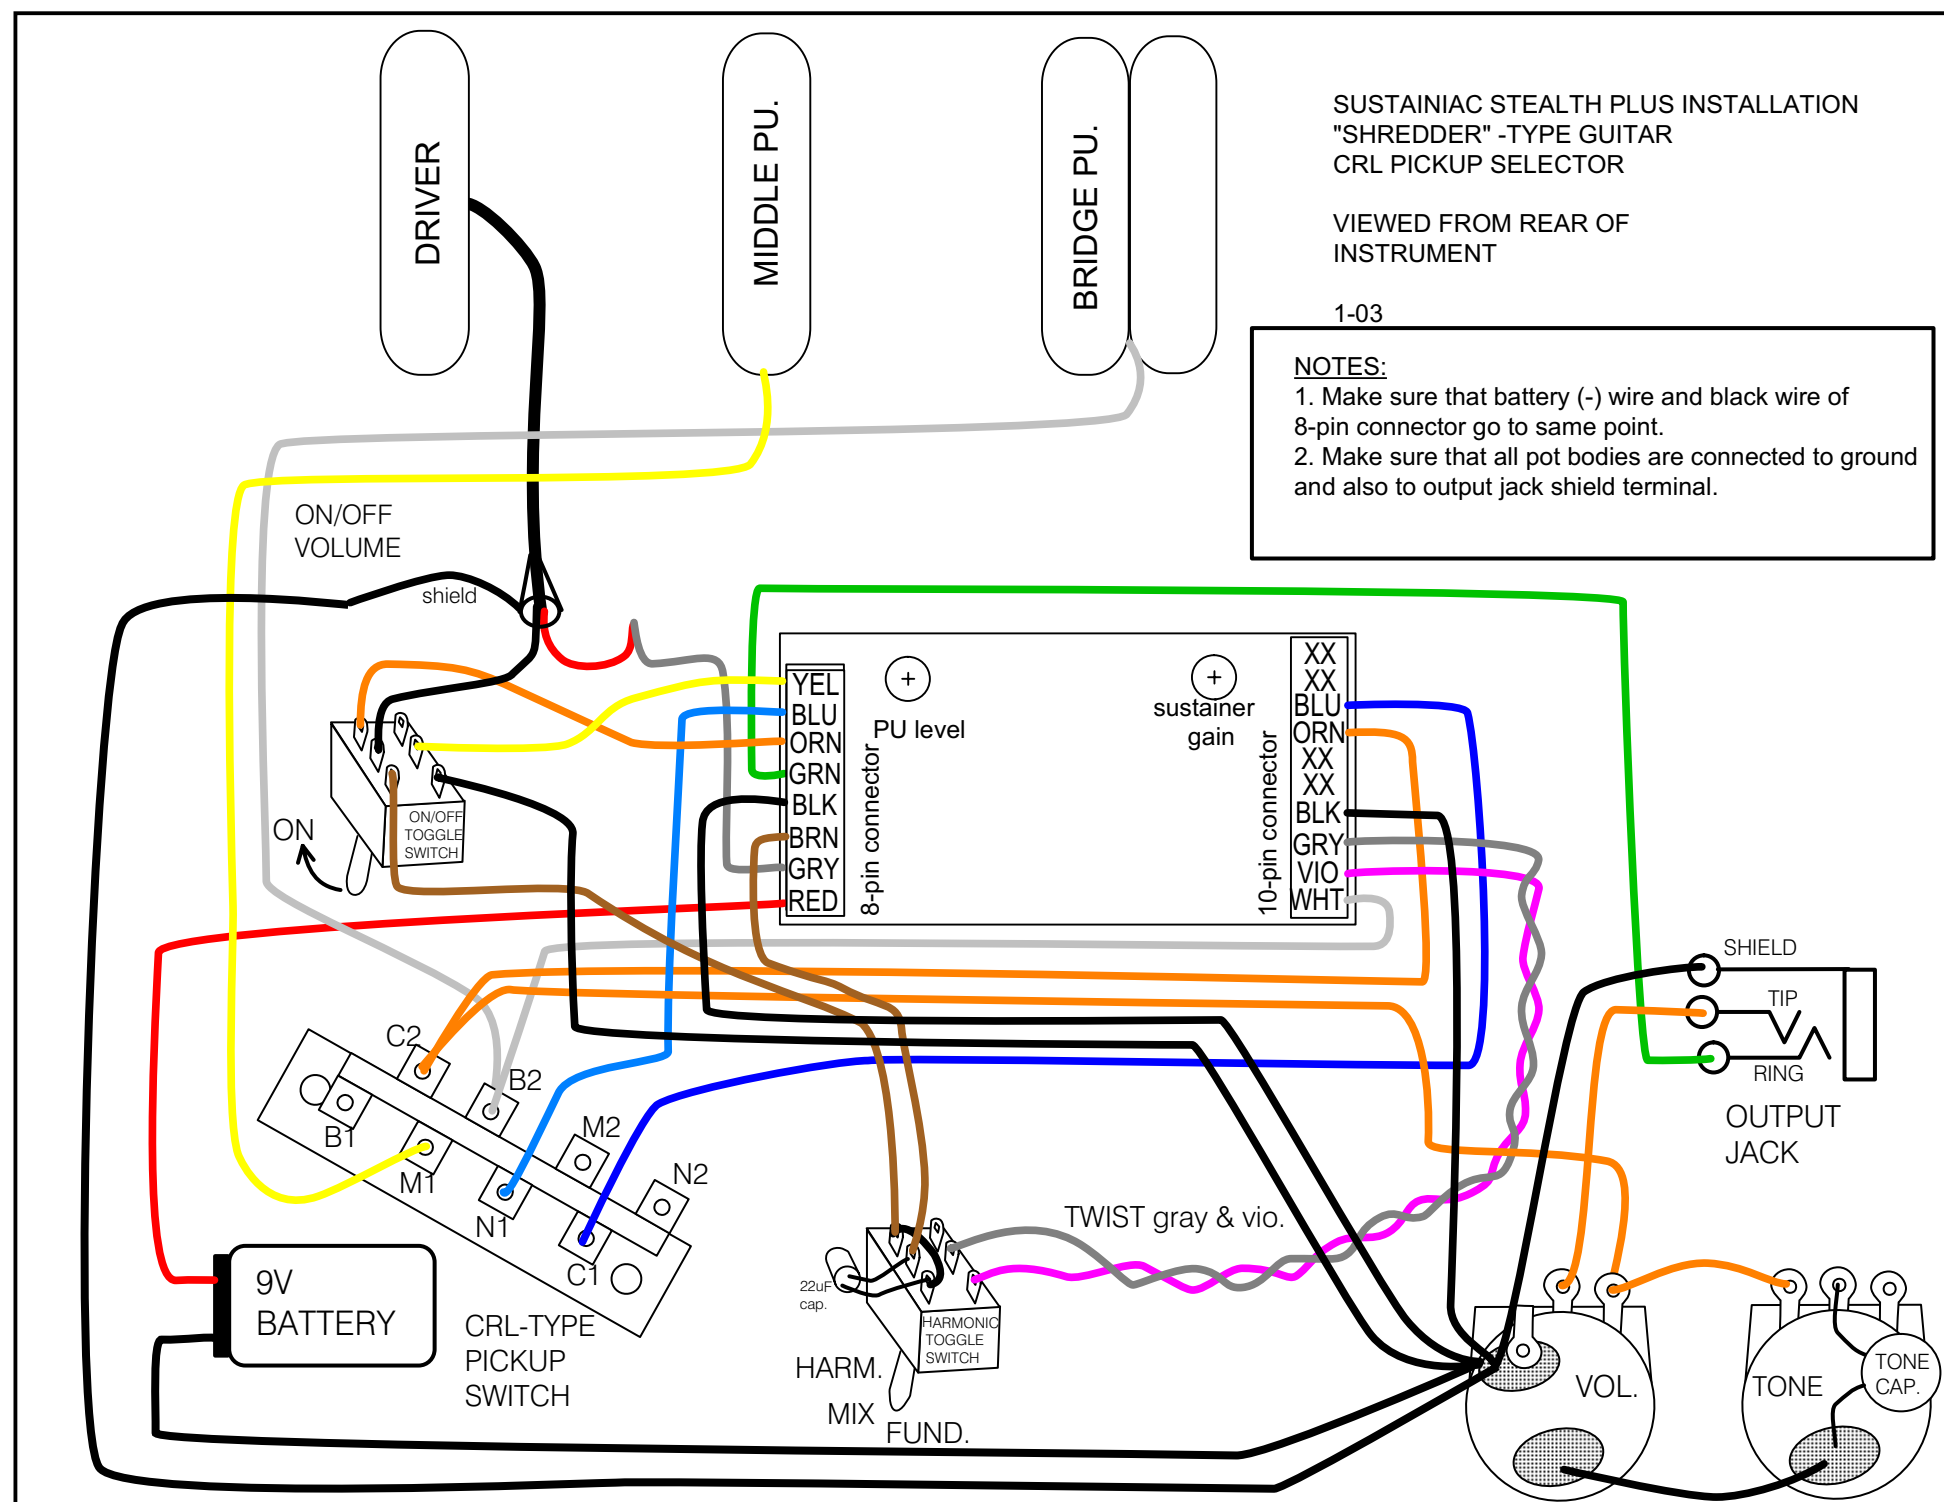 DRIVER
MIDDLE PU.
BRIDGE PU.
SUSTAINIAC STEALTH PLUS INSTALLATION
"SHREDDER" -TYPE GUITAR
CRL PICKUP SELECTOR
VIEWED FROM REAR OF
INSTRUMENT
1-03
NOTES:
1. Make sure that battery (-) wire and black wire of
8-pin connector go to same point.
2. Make sure that all pot bodies are connected to ground
and also to output jack shield terminal.
ON/OFF
VOLUME
shield
YEL
BLU
ORN
GRN
BLK
BRN
GRY
RED
8-pin connector
PU level
sustainer
gain
10-pin connector
XX
XX
BLU
ORN
XX
XX
BLK
GRY
VIO
WHT
ON
ON/OFF
TOGGLE
SWITCH
SHIELD
TIP
RING
OUTPUT
JACK
C2
B2
B1
M2
M1
N2
N1
C1
TWIST gray & vio.
9V
BATTERY
CRL-TYPE
PICKUP
SWITCH
22uF
cap.
HARMONIC
TOGGLE
SWITCH
HARM.
MIX
FUND.
VOL.
TONE
TONE
CAP.